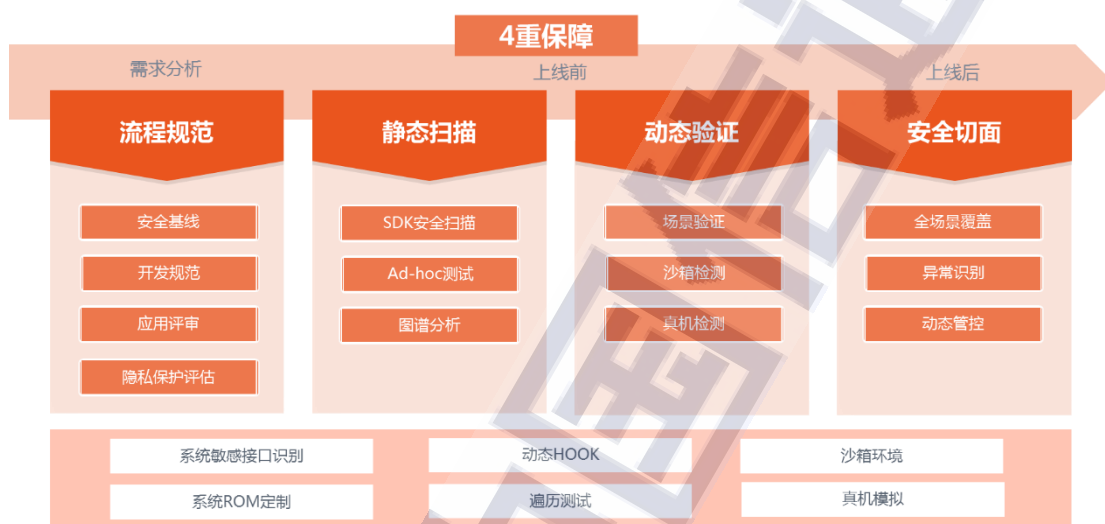 4重保障
需求分析
上线前
上线后
流程规范
静态扫描
动态验证
安全切面
安全基线
开发规范
应用评审
隐私保护评估
SDK安全扫描
Ad-hoc测试
图谱分析
场景验证
沙箱检测
真机检测
全场景覆盖
异常识别
动态管控
系统敏感接口识别
动态HOOK
沙箱环境
系统ROM定制
遍历测试
真机模拟